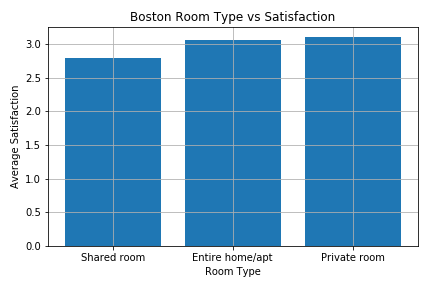 Boston Room Type vs Satisfaction
Average Satisfaction
3.0
2.5
2.0
1.5
1.0
0.5
0.0
Shared room Entire home/apt Private room
Room Type